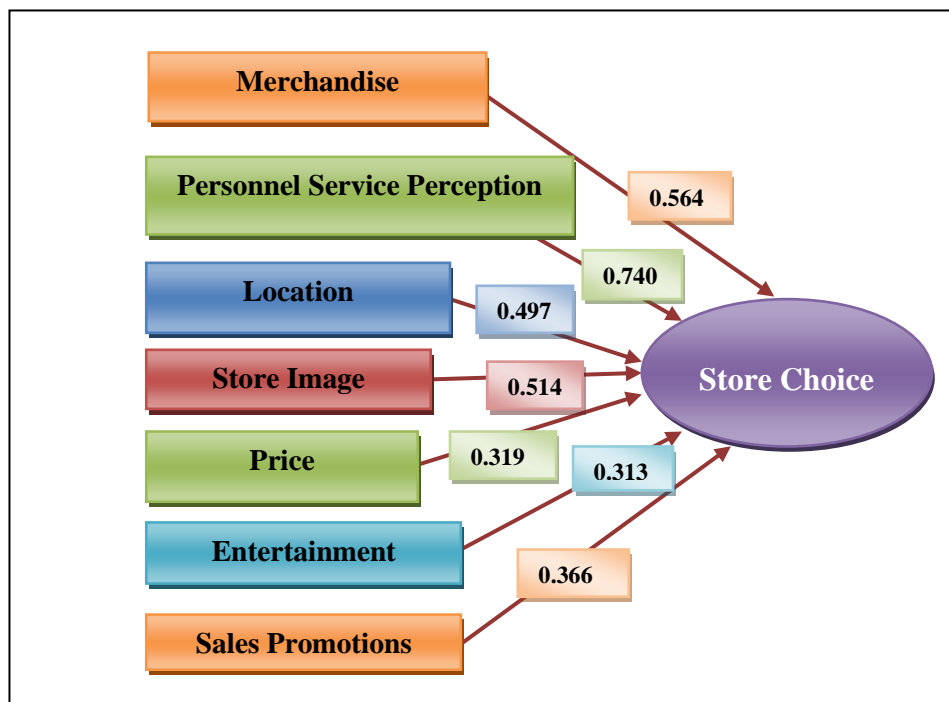 Merchandise
0.564
Personnel Service Perception
0.740
Location
0.497
Store Image
0.514
Store Choice
Price
0.319
0.313
Entertainment
0.366
Sales Promotions